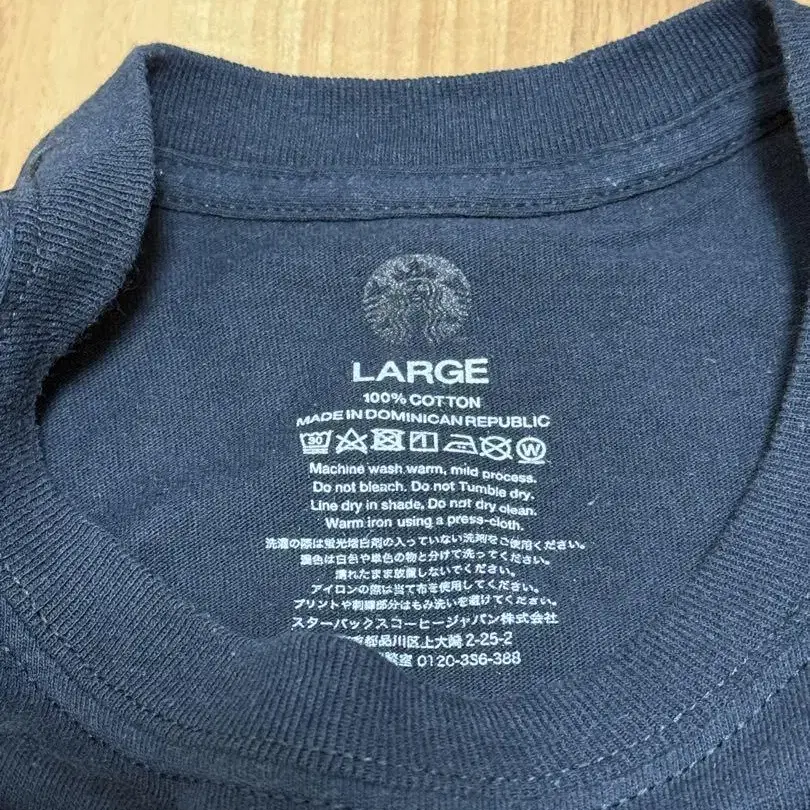 LARGE
100% COTTON
MADE IN DOMINICAN REPUBLIC
30 W
Machine wash warm, mild process.
Do not bleach. Do not Tumble dry.
Line dry in shade, Do not dry clean.
Warm iron using a press-cloth.
洗濯の際は蛍光増白剤の入っていない洗剤をご使用ください。
濃色は白色や単色の物と分けて洗ってください。
濡れたまま放置しないでください。
アイロンの際は当て布を使用してください。
プリントや刺繍部分はもみ洗いを避けてください。
スターバックスコーヒージャパン株式会社
都品川区上大崎 2-25-2
室 0120-336-388